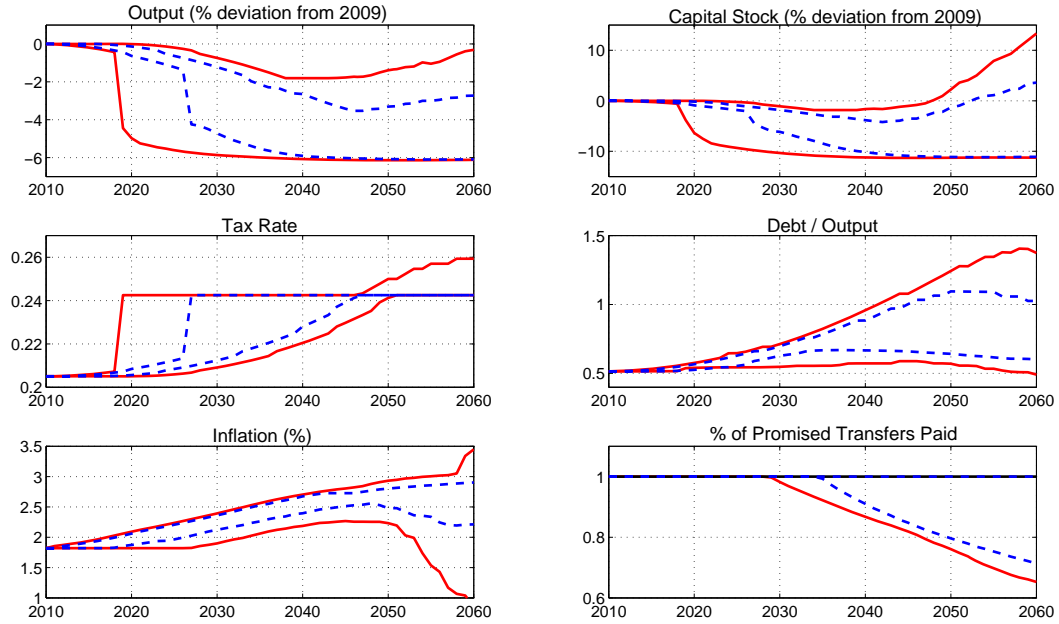 Output (% deviation from 2009)
0
−2
−4
−6
2010 2020 2030 2040 2050 2060
Capital Stock (% deviation from 2009)
10
0
−10
2010 2020 2030 2040 2050 2060
Tax Rate
0.26
0.24
0.22
0.2
2010 2020 2030 2040 2050 2060
Debt / Output
1.5
1
0.5
2010 2020 2030 2040 2050 2060
Inflation (%)
3.5
3
2.5
2
1.5
1
2010 2020 2030 2040 2050 2060
% of Promised Transfers Paid
1
0.8
0.6
2010 2020 2030 2040 2050 2060